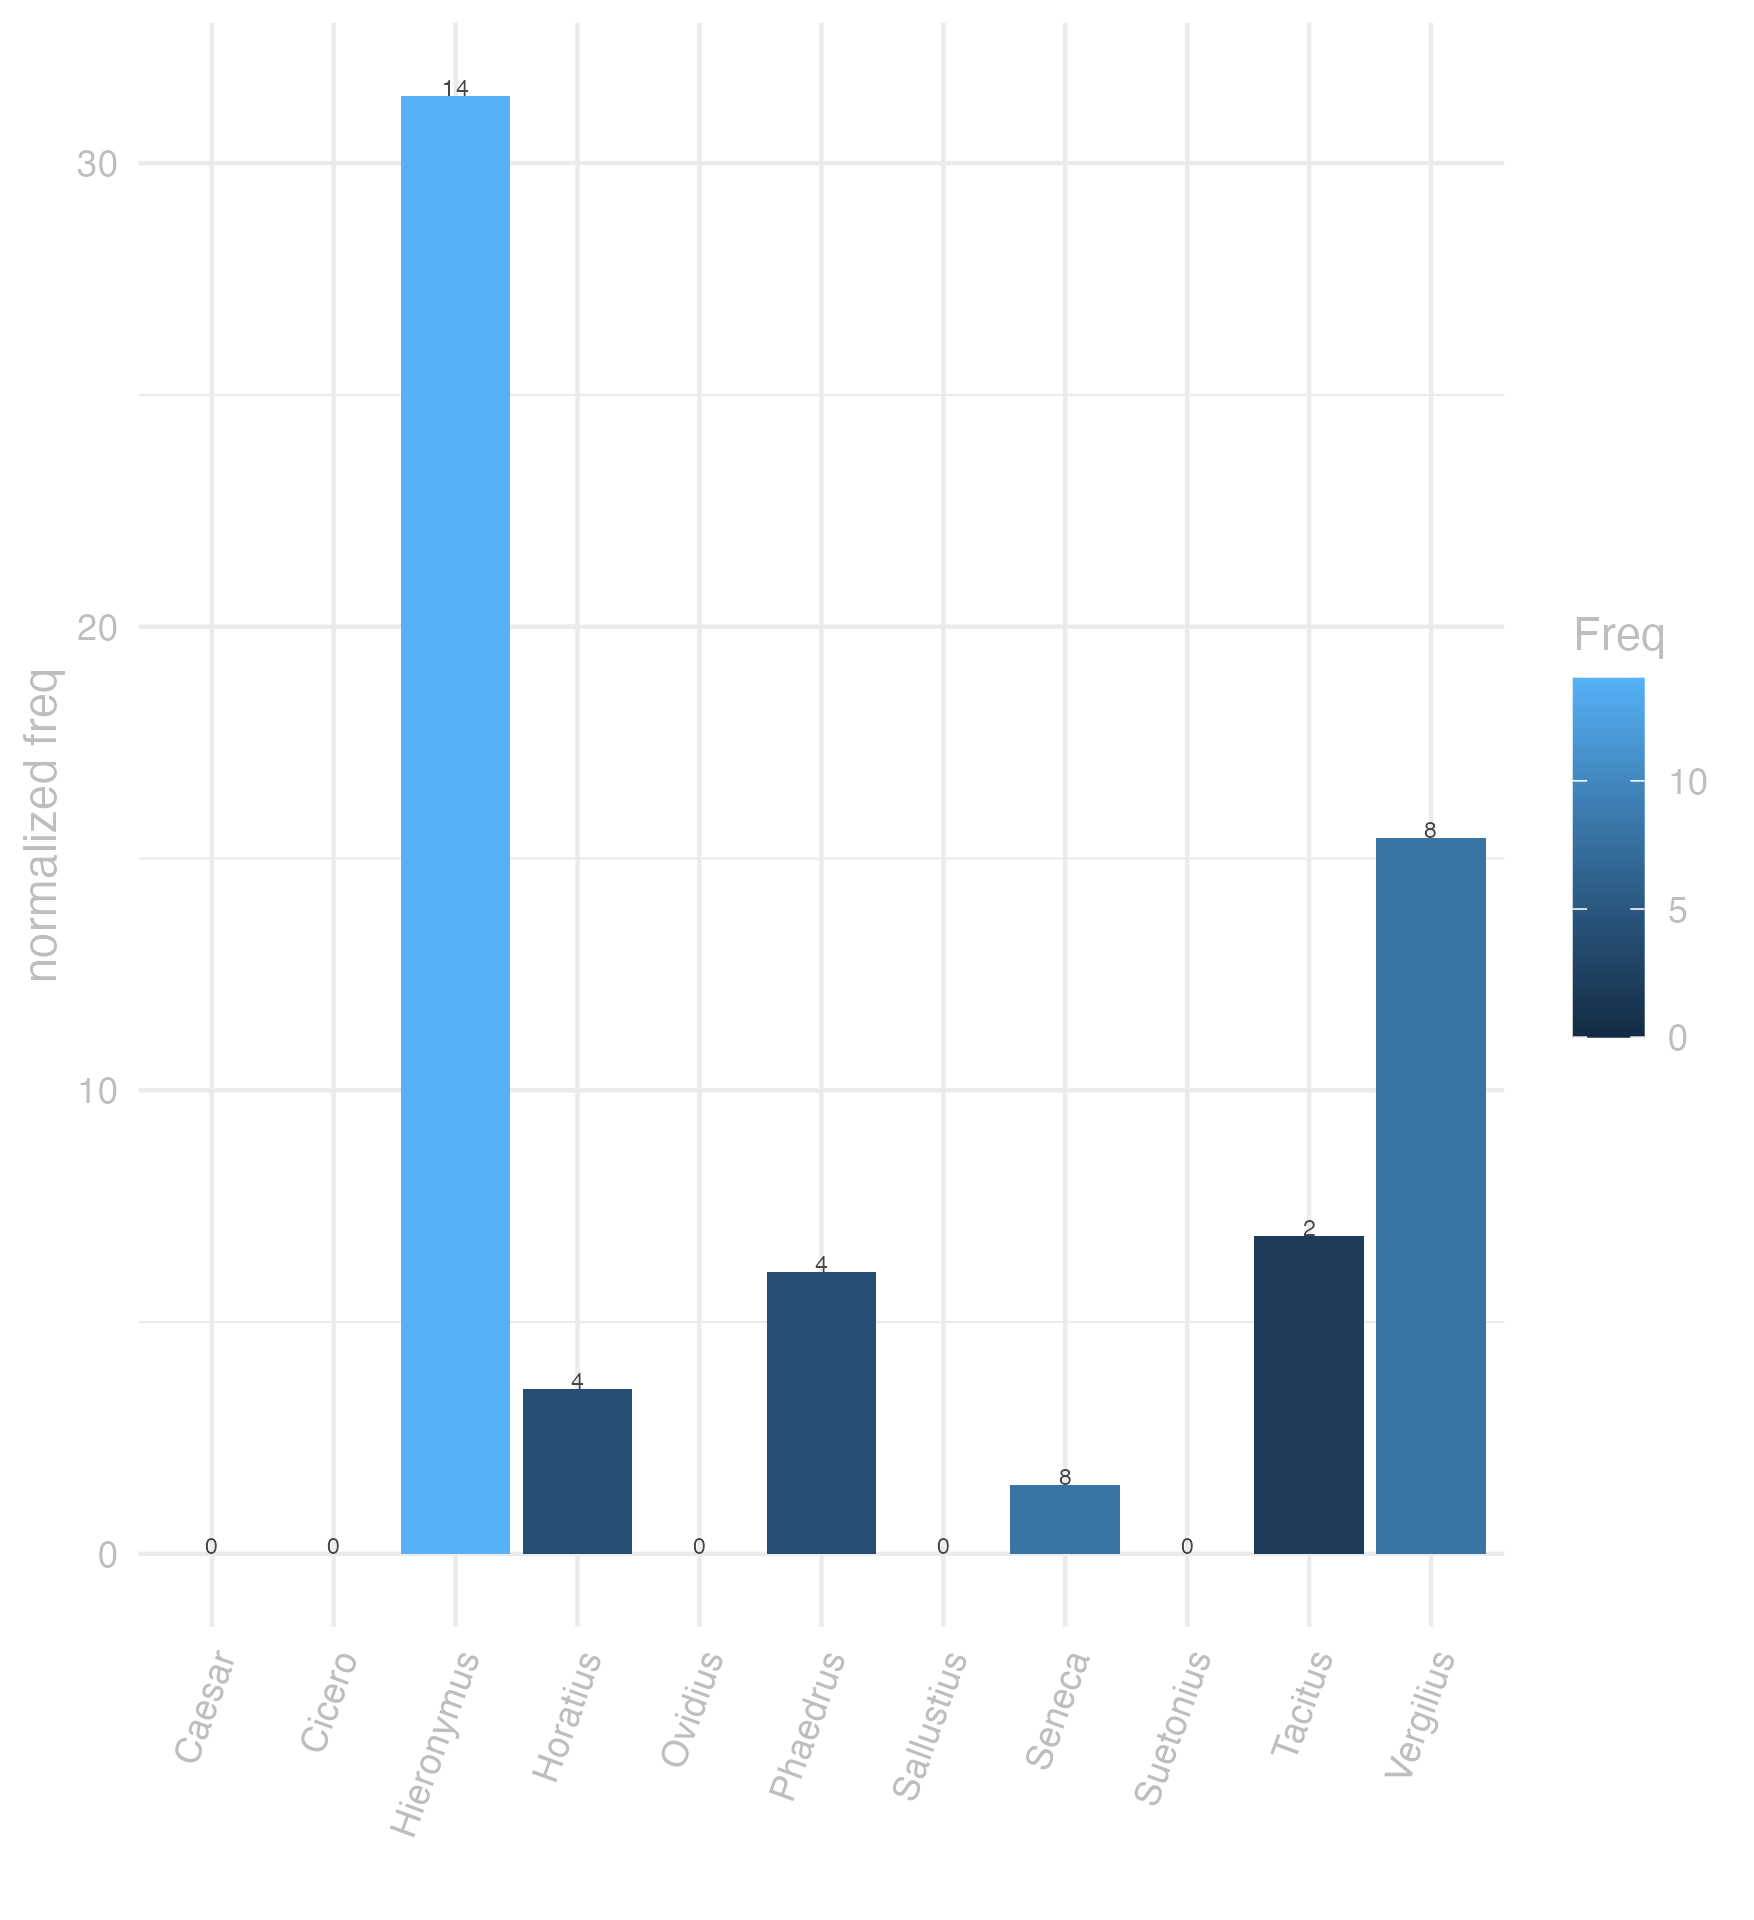 normalized freq
30
20
10
0
14
8
2
4
4
8
0
0
0
0
0
Caesar
Cicero
Hieronymus
Horatius
Ovidius
Phaedrus
Sallustius
Seneca
Suetonius
Tacitus
Vergilius
Freq
10
5
0